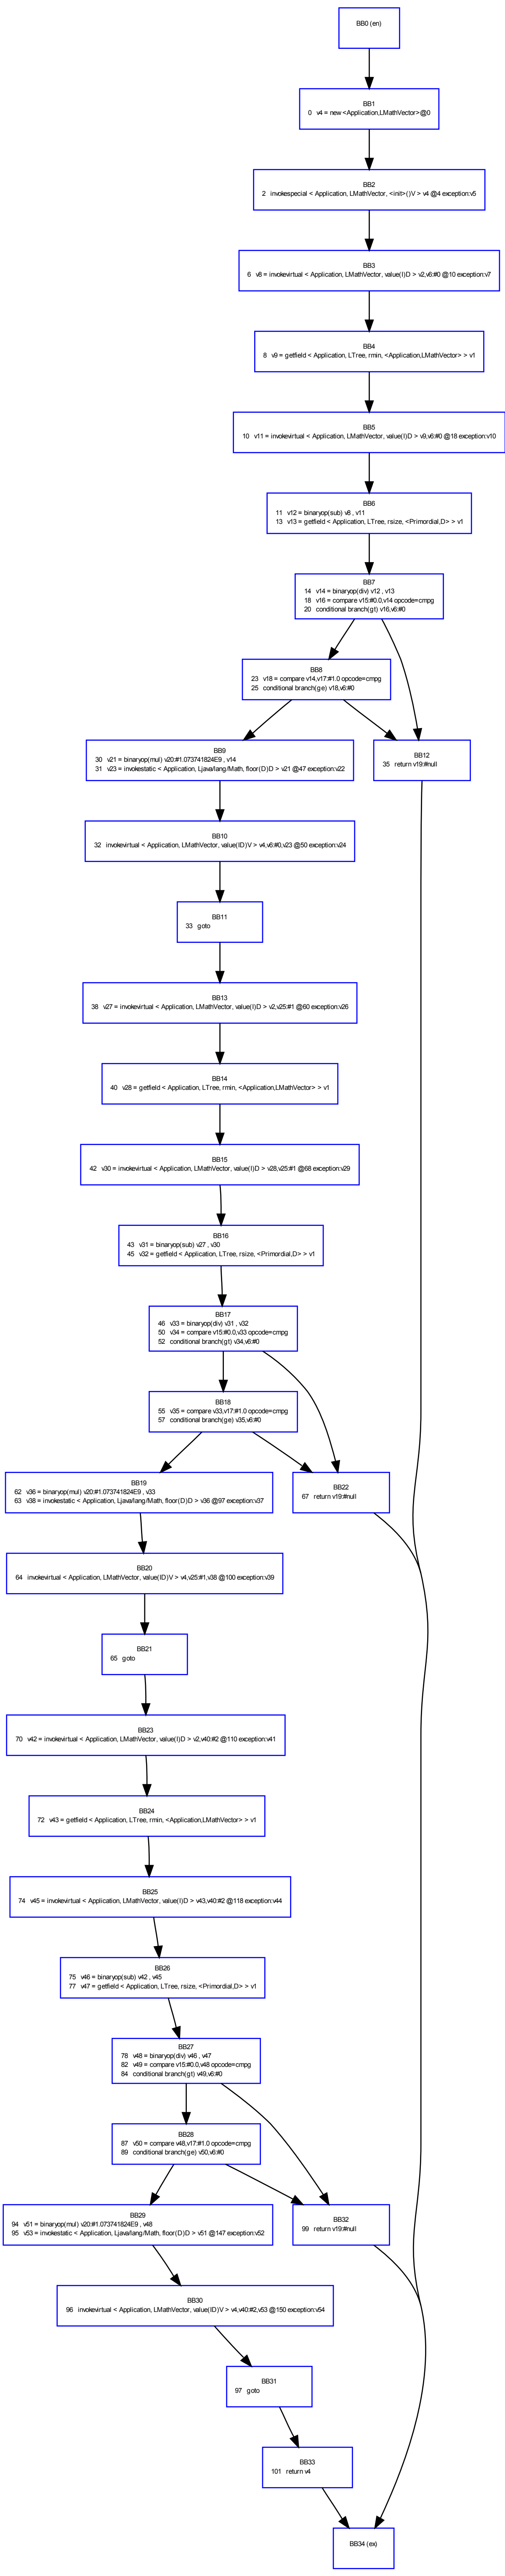 BB0 (en)
BB1
0 v4 = new <Application,LMathVector>@0
BB2
2 invokespecial < Application, LMathVector, <init>()V > v4 @4 exception:v5
BB3
6 v8 = invokevirtual < Application, LMathVector, value(I)D > v2,v6:#0 @10 exception:v7
BB4
8 v9 = getfield < Application, LTree, rmin, <Application,LMathVector> > v1
BB5
10 v11 = invokevirtual < Application, LMathVector, value(I)D > v9,v6:#0 @18 exception:v10
BB6
11 v12 = binaryop(sub) v8 , v11
13 v13 = getfield < Application, LTree, rsize, <Primordial,D> > v1
BB7
14 v14 = binaryop(div) v12 , v13
18 v16 = compare v15:#0.0,v14 opcode=cmpg
20 conditional branch(gt) v16,v6:#0
BB8
23 v18 = compare v14,v17:#1.0 opcode=cmpg
25 conditional branch(ge) v18,v6:#0
BB9
30 v21 = binaryop(mul) v20:#1.073741824E9 , v14
31 v23 = invokestatic < Application, Ljava/lang/Math, floor(D)D > v21 @47 exception:v22
BB12
35 return v19:#null
BB10
32 invokevirtual < Application, LMathVector, value(ID)V > v4,v6:#0,v23 @50 exception:v24
BB11
33 goto
BB13
38 v27 = invokevirtual < Application, LMathVector, value(I)D > v2,v25:#1 @60 exception:v26
BB14
40 v28 = getfield < Application, LTree, rmin, <Application,LMathVector> > v1
BB15
42 v30 = invokevirtual < Application, LMathVector, value(I)D > v28,v25:#1 @68 exception:v29
BB16
43 v31 = binaryop(sub) v27 , v30
45 v32 = getfield < Application, LTree, rsize, <Primordial,D> > v1
BB17
46 v33 = binaryop(div) v31 , v32
50 v34 = compare v15:#0.0,v33 opcode=cmpg
52 conditional branch(gt) v34,v6:#0
BB18
55 v35 = compare v33,v17:#1.0 opcode=cmpg
57 conditional branch(ge) v35,v6:#0
BB19
62 v36 = binaryop(mul) v20:#1.073741824E9 , v33
63 v38 = invokestatic < Application, Ljava/lang/Math, floor(D)D > v36 @97 exception:v37
BB22
67 return v19:#null
BB20
64 invokevirtual < Application, LMathVector, value(ID)V > v4,v25:#1,v38 @100 exception:v39
BB21
65 goto
BB23
70 v42 = invokevirtual < Application, LMathVector, value(I)D > v2,v40:#2 @110 exception:v41
BB24
72 v43 = getfield < Application, LTree, rmin, <Application,LMathVector> > v1
BB25
74 v45 = invokevirtual < Application, LMathVector, value(I)D > v43,v40:#2 @118 exception:v44
BB26
75 v46 = binaryop(sub) v42 , v45
77 v47 = getfield < Application, LTree, rsize, <Primordial,D> > v1
BB27
78 v48 = binaryop(div) v46 , v47
82 v49 = compare v15:#0.0,v48 opcode=cmpg
84 conditional branch(gt) v49,v6:#0
BB28
87 v50 = compare v48,v17:#1.0 opcode=cmpg
89 conditional branch(ge) v50,v6:#0
BB29
94 v51 = binaryop(mul) v20:#1.073741824E9 , v48
95 v53 = invokestatic < Application, Ljava/lang/Math, floor(D)D > v51 @147 exception:v52
BB32
99 return v19:#null
BB30
96 invokevirtual < Application, LMathVector, value(ID)V > v4,v40:#2,v53 @150 exception:v54
BB31
97 goto
BB33
101 return v4
BB34 (ex)